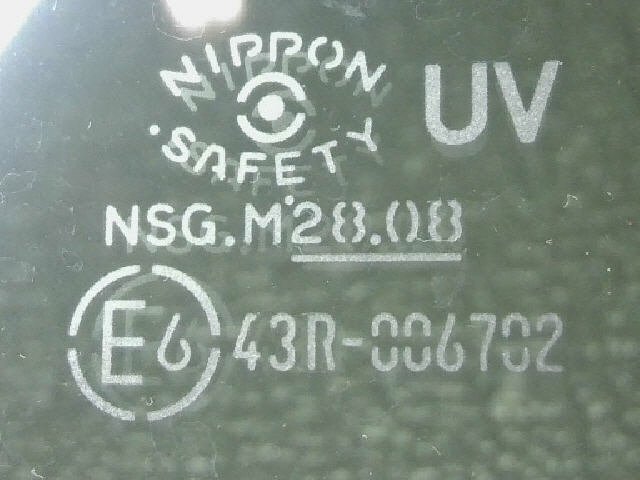 NIPPON
SAFETY
UV
NSG.M28.08
E6 43R-006702